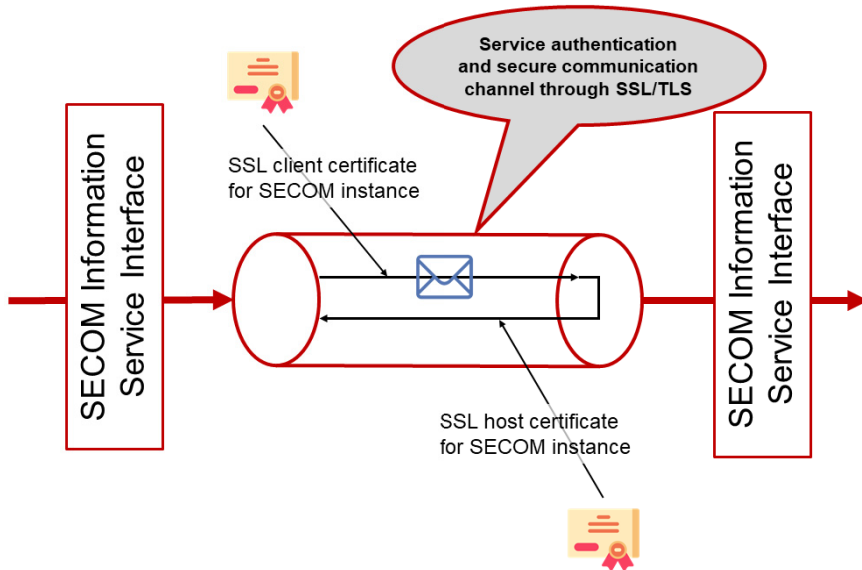 Service authentication
and secure communication
channel through SSL/TLS
SSL client certificate
for SECOM instance
SECOM Information
Service Interface
SECOM Information
Service Interface
SSL host certificate
for SECOM instance